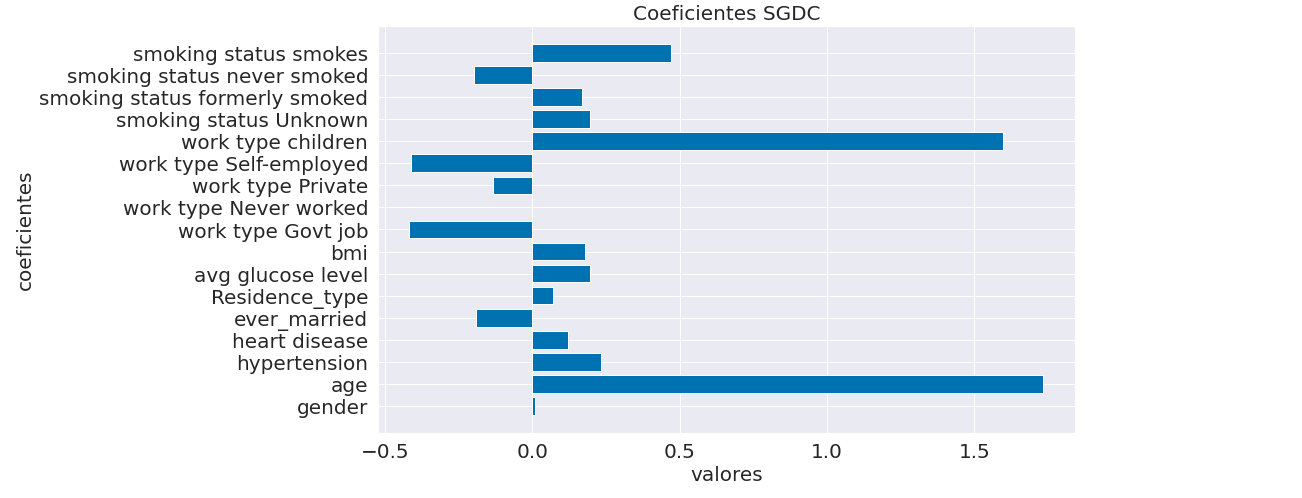 Coeficientes SGDC
smoking status smokes
smoking status never smoked
smoking status formerly smoked
smoking status Unknown
work type children
work type Self-employed
work type Private
work type Never worked
work type Govt job
bmi
avg glucose level
Residence_type
ever_married
heart disease
hypertension
age
gender
coeficientes
−0.5 0.0 0.5 1.0 1.5
valores